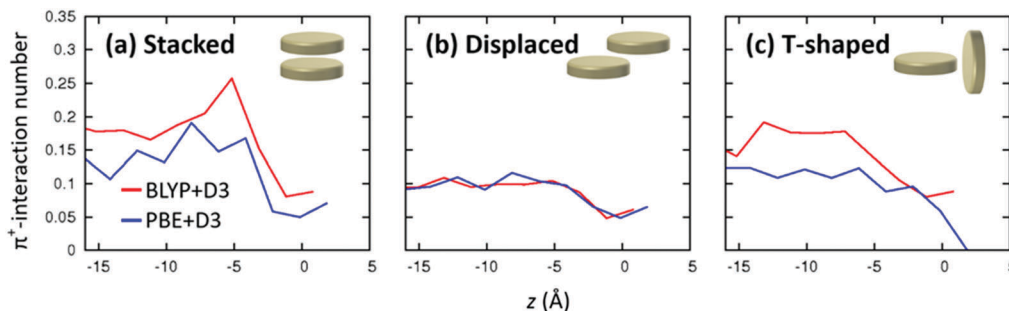 (a) Stacked
(b) Displaced
(c) T-shaped
π⁺-interaction number
0.35
0.3
0.25
0.2
0.15
0.1
0.05
0
BLYP+D3
PBE+D3
-15 -10 -5 0 5
-15 -10 -5 0 5
-15 -10 -5 0 5
z (Å)